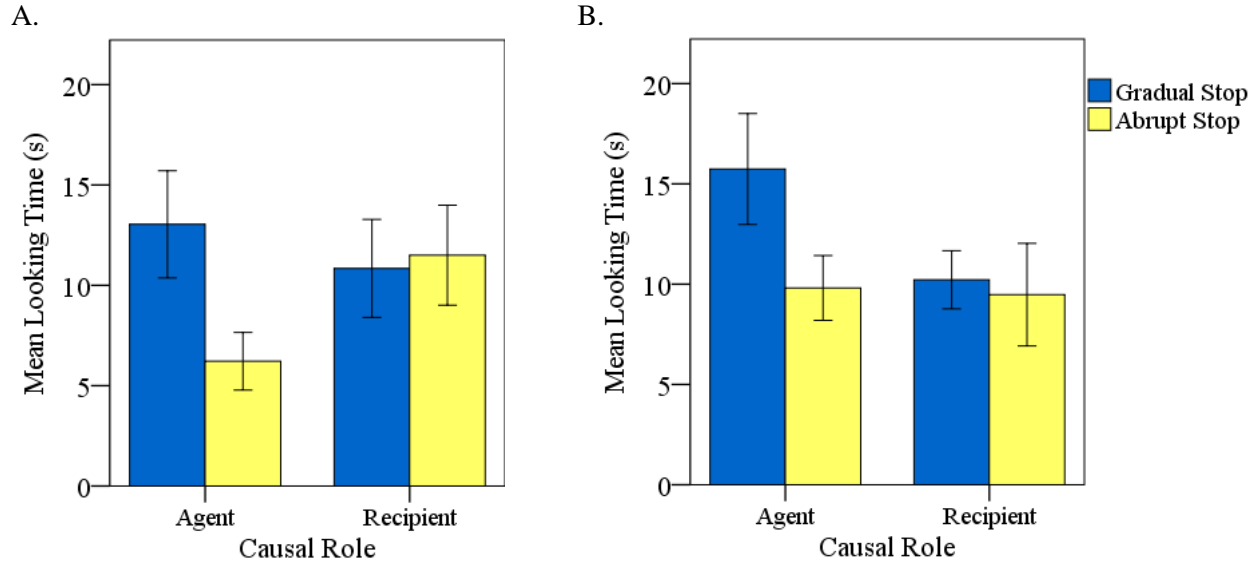 A.
Mean Looking Time (s)
20
15
10
5
0
Agent
Recipient
Causal Role
B.
Mean Looking Time (s)
20
15
10
5
0
Agent
Recipient
Causal Role
Gradual Stop
Abrupt Stop